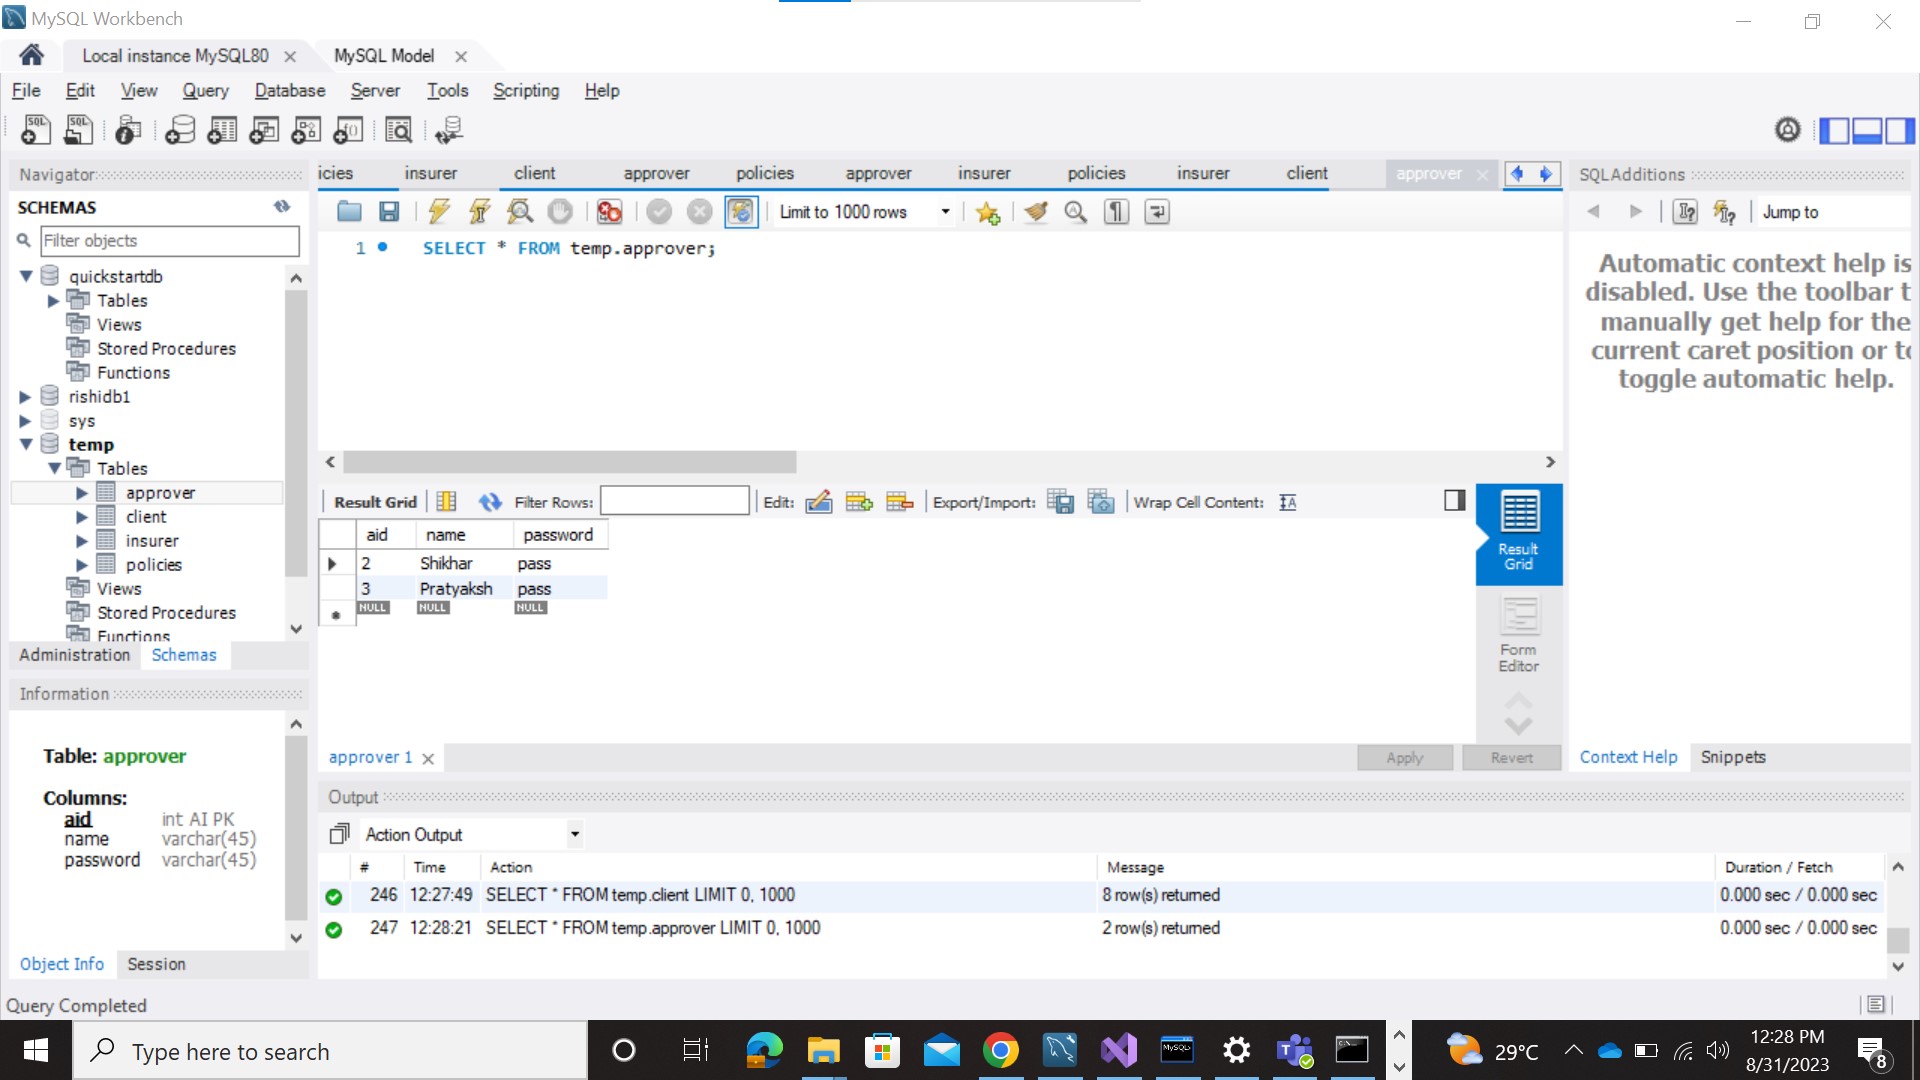 MySQL Workbench
Local instance MySQL80
MySQL Model
File Edit View Query Database Server Tools Scripting Help
Navigator
SCHEMAS
Filter objects
quickstartdb
Tables
Views
Stored Procedures
Functions
rishidb1
sys
temp
Tables
approver
client
insurer
policies
Views
Stored Procedures
Functions
Administration Schemas
Information
Table: approver
Columns:
aid int AI PK
name varchar(45)
password varchar(45)
Object Info Session
icies insurer client approver policies approver insurer policies insurer client approver
Limit to 1000 rows
1 SELECT * FROM temp.approver;
Result Grid Filter Rows: Edit: Export/Import: Wrap Cell Content:
aid name password
2 Shikhar pass
3 Pratyaksh pass
NULL NULL NULL
Result
Grid
Form
Editor
approver 1
Apply Revert
SQLAdditions
Jump to
Automatic context help is
disabled. Use the toolbar t
manually get help for the
current caret position or to
toggle automatic help.
Context Help Snippets
Output
Action Output
# Time Action Message Duration / Fetch
246 12:27:49 SELECT * FROM temp.client LIMIT 0, 1000 8 row(s) returned 0.000 sec / 0.000 sec
247 12:28:21 SELECT * FROM temp.approver LIMIT 0, 1000 2 row(s) returned 0.000 sec / 0.000 sec
Query Completed
Type here to search
29°C
12:28 PM
8/31/2023
8